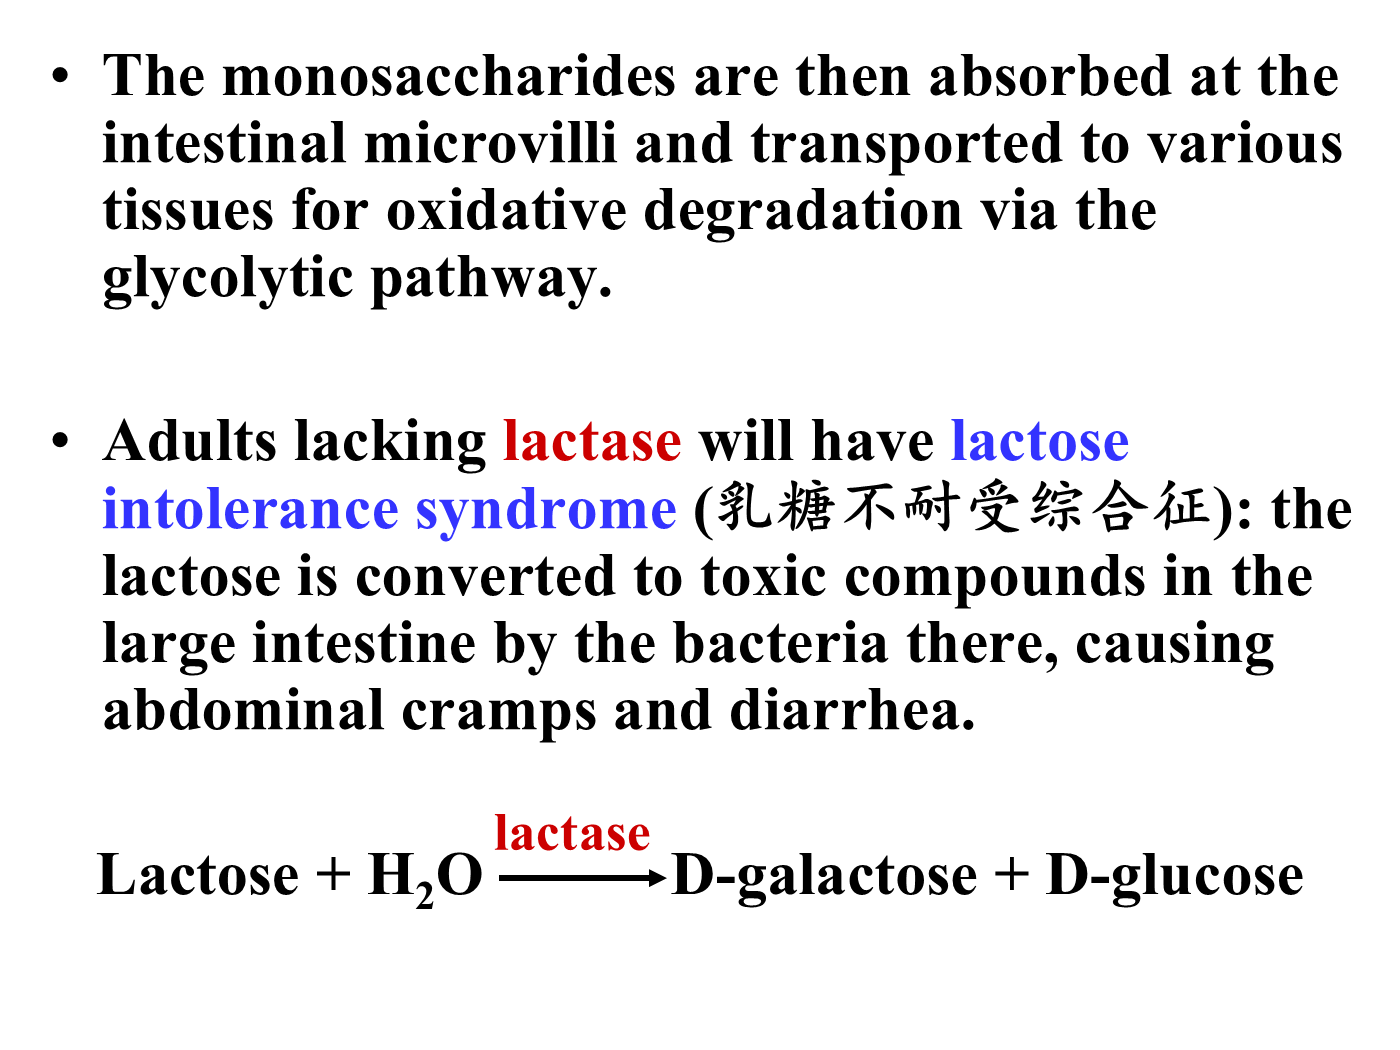 • The monosaccharides are then absorbed at the
intestinal microvilli and transported to various
tissues for oxidative degradation via the
glycolytic pathway.
• Adults lacking lactase will have lactose
intolerance syndrome (乳糖不耐受综合征): the
lactose is converted to toxic compounds in the
large intestine by the bacteria there, causing
abdominal cramps and diarrhea.
lactase
Lactose + H₂O ⟶ D-galactose + D-glucose